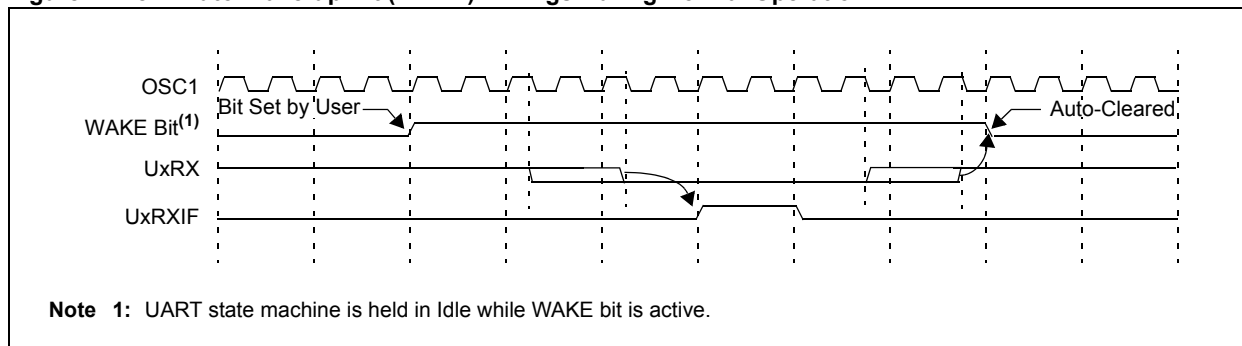 OSC1
Bit Set by User
Auto-Cleared
WAKE Bit(1)
UxRX
UxRXIF
Note 1: UART state machine is held in Idle while WAKE bit is active.